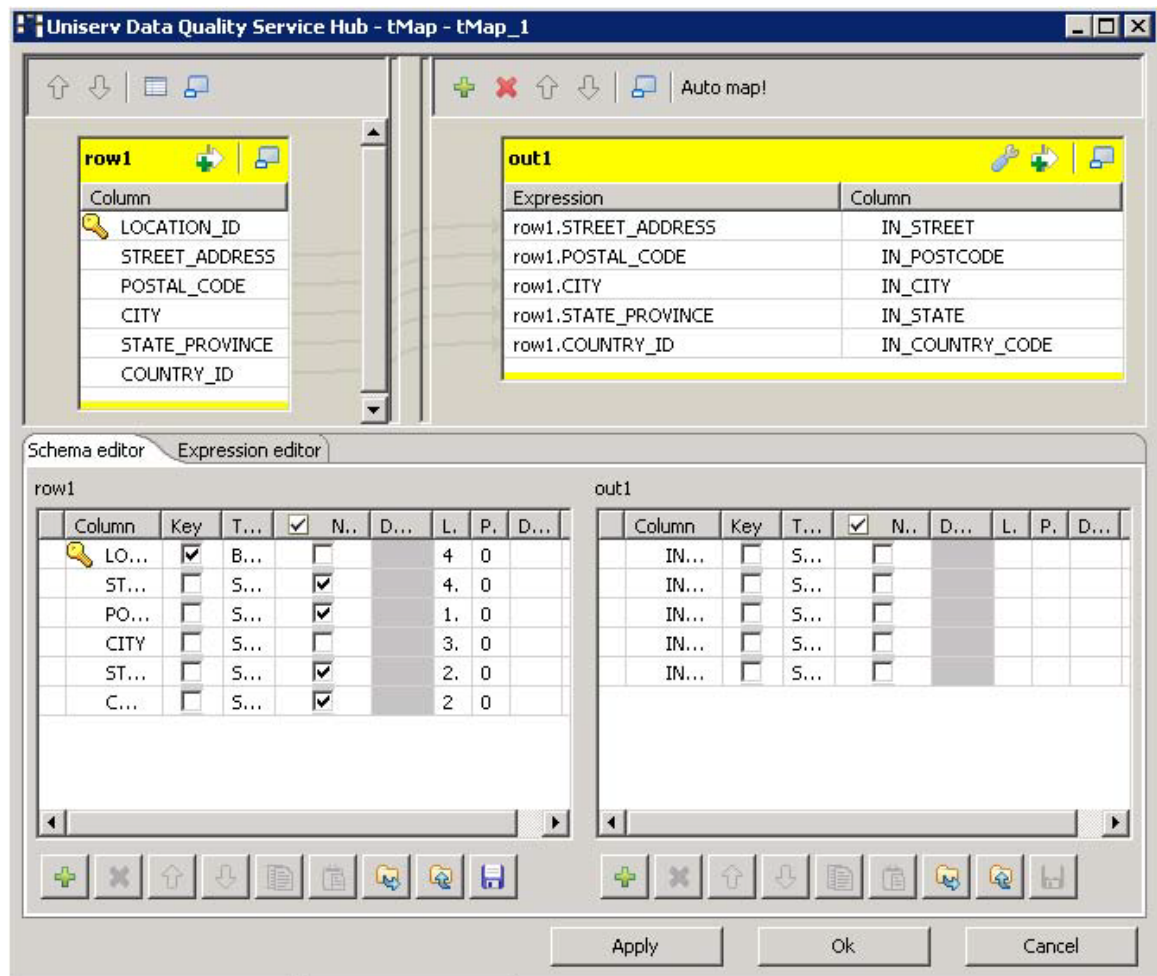 Uniserv Data Quality Service Hub - tMap - tMap_1
Auto map!
row1
Column
LOCATION_ID
STREET_ADDRESS
POSTAL_CODE
CITY
STATE_PROVINCE
COUNTRY_ID
out1
Expression Column
row1.STREET_ADDRESS IN_STREET
row1.POSTAL_CODE IN_POSTCODE
row1.CITY IN_CITY
row1.STATE_PROVINCE IN_STATE
row1.COUNTRY_ID IN_COUNTRY_CODE
Schema editor Expression editor
row1
Column Key T... N.. D... L. P. D...
LO... B... 4 0
ST... S... 4. 0
PO... S... 1. 0
CITY S... 3. 0
ST... S... 2. 0
C... S... 2 0
out1
Column Key T... N.. D... L. P. D...
IN... S...
IN... S...
IN... S...
IN... S...
IN... S...
Apply Ok Cancel